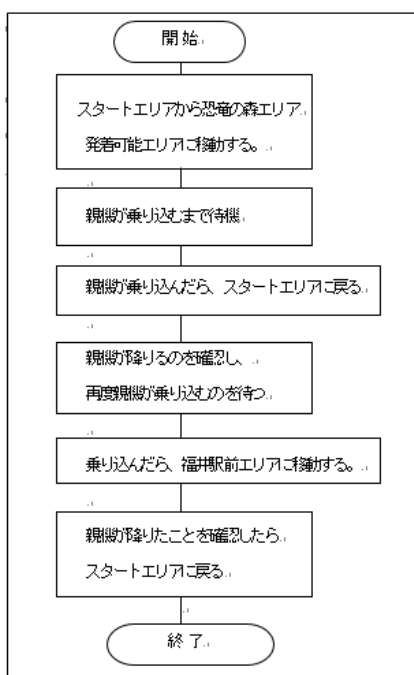 開始
スタートエリアから恐竜の森エリア
発着可能エリアに移動する。
親機が乗り込むまで待機
親機が乗り込んだら、スタートエリアに戻る
親機が降りるのを確認し、
再度親機が乗り込むのを待つ
乗り込んだら、福井駅前エリアに移動する。
親機が降りたことを確認したら
スタートエリアに戻る
終了